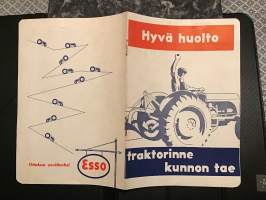 Hyvä huolto
traktorinne
kunnon tae
Esso